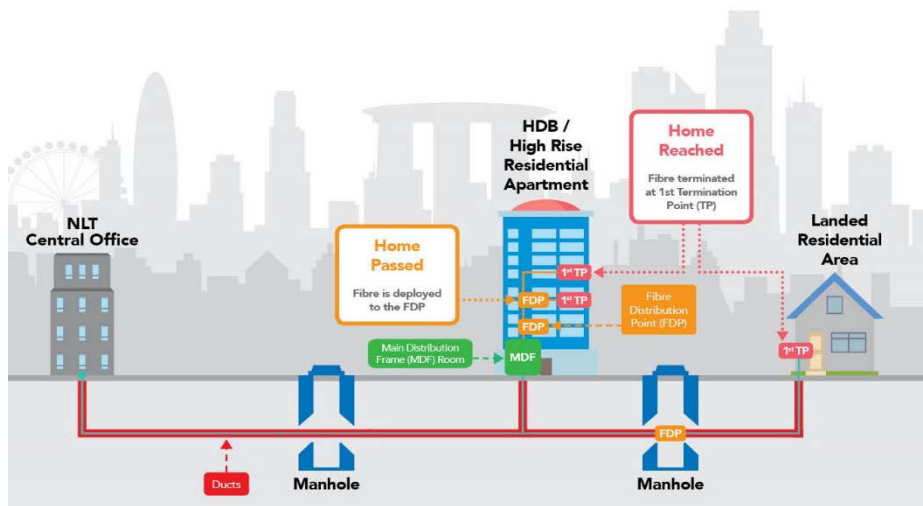 HDB /
High Rise
Residential
Apartment
Home
Reached
Fibre terminated
at 1st Termination
Point (TP)
NLT
Central Office
Landed
Residential
Area
Home
Passed
Fibre is deployed
to the FDP
1st TP
FDP
1st TP
Fibre
Distribution
Point (FDP)
FDP
Main Distribution
Frame (MDF) Room
MDF
1st TP
FDP
Ducts
Manhole
Manhole